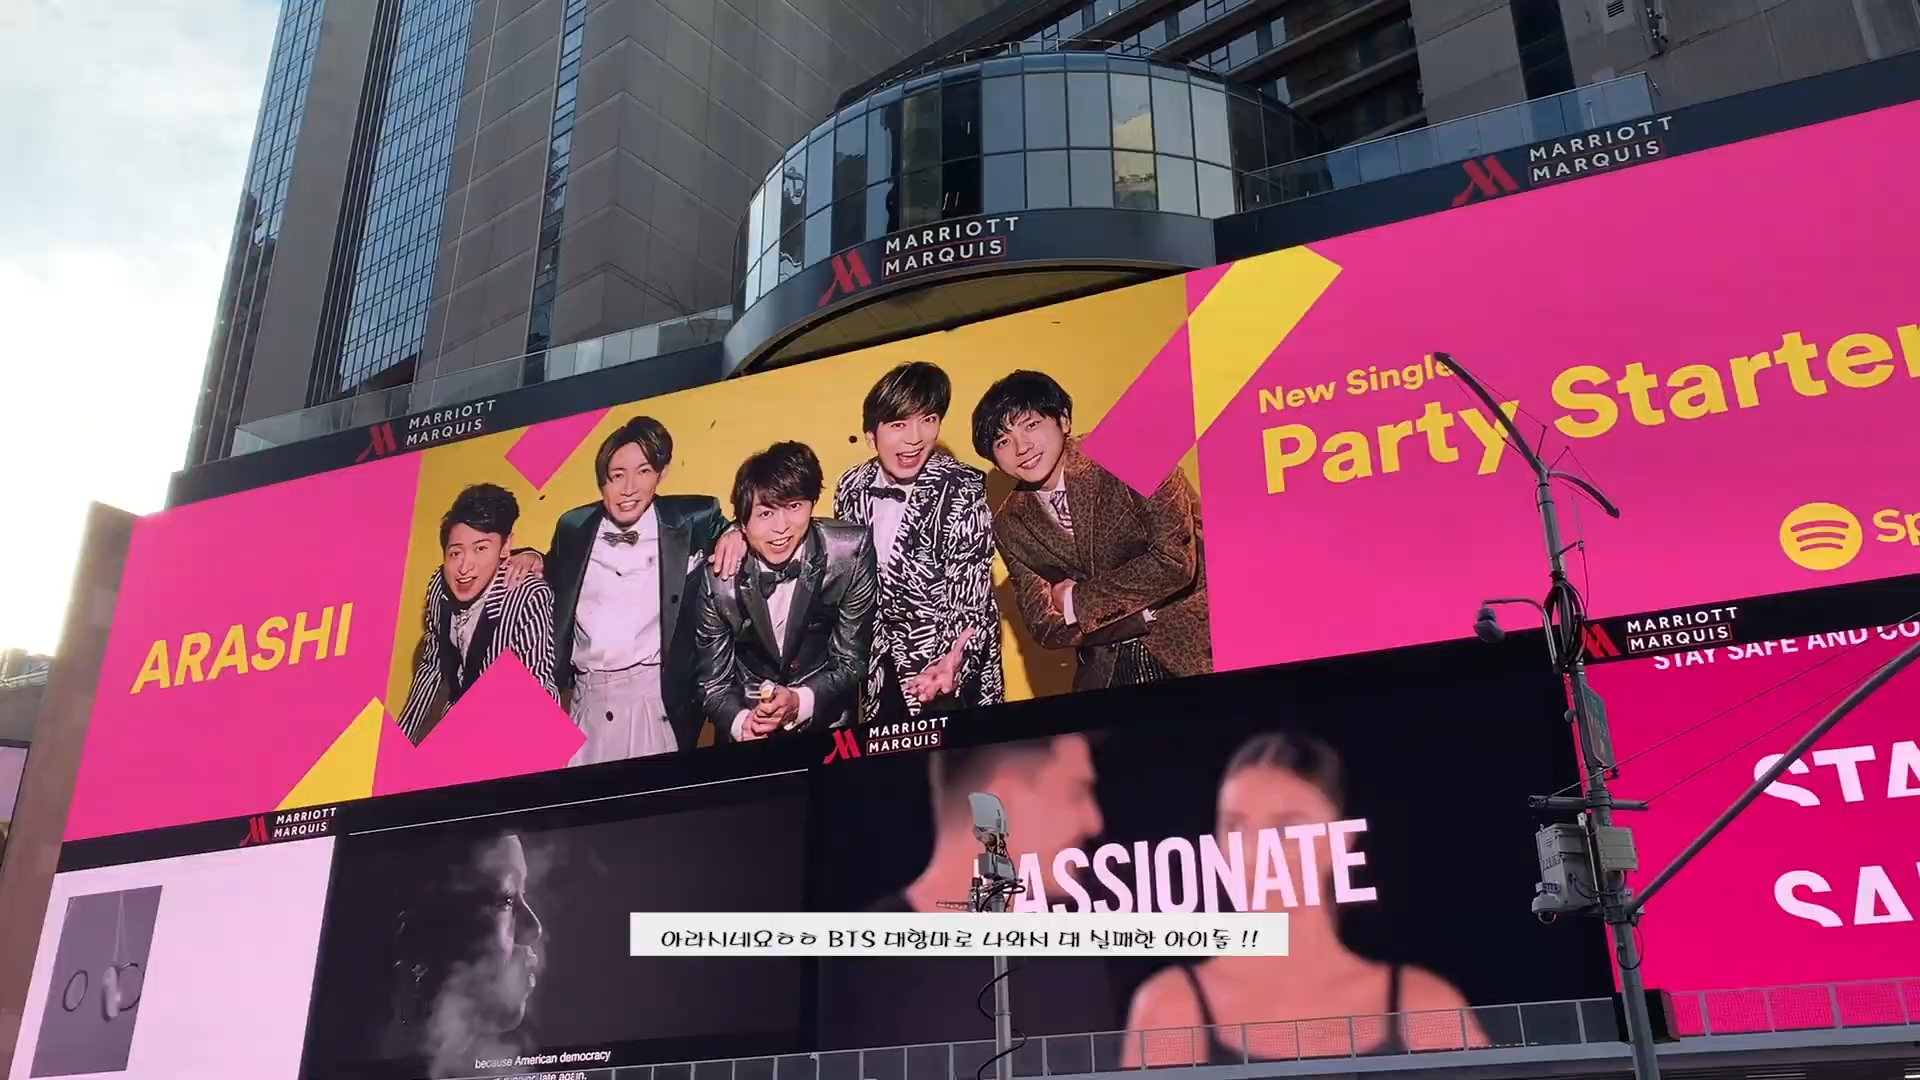 MARRIOTT
MARQUIS
MARRIOTT
MARQUIS
MARRIOTT
MARQUIS
New Single
Party Starter
ARASHI
MARRIOTT
MARQUIS
STAY SAFE AND
MARRIOTT
MARQUIS
MARRIOTT
MARQUIS
PASSIONATE
아라시네요ㅎㅎ BTS 대항마로 나와서 대 실패한 아이돌 !!
because American democracy